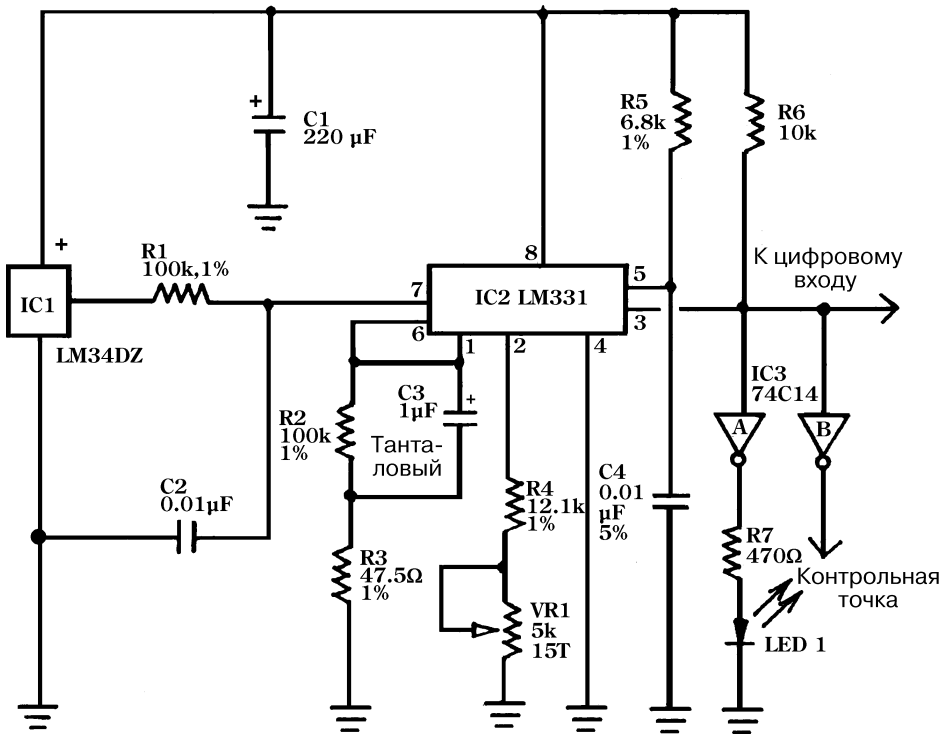 +
C1
220 µF
R5
6.8k
1%
R6
10k
+
R1
100k,1%
8
К цифровому
входу
IC1
7
IC2 LM331
5
3
6
1
2
4
LM34DZ
IC3
74C14
C3
1µF
+
R2
100k
1%
Танта-
ловый
A
B
C2
0.01µF
R4
12.1k
1%
C4
0.01
µF
5%
R3
47.5Ω
1%
R7
470Ω
Контрольная
точка
VR1
5k
15T
LED 1